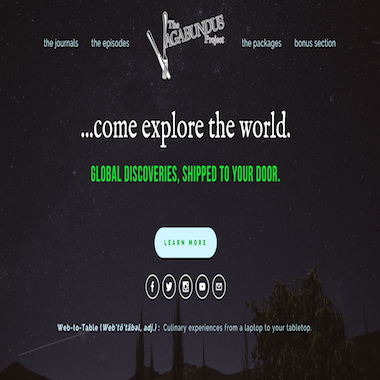 the journals
the episodes
The
VAGABUNDUS
Project
the packages
bonus section
...come explore the world.
GLOBAL DISCOVERIES, SHIPPED TO YOUR DOOR.
LEARN MORE
Web-to-Table (Web'tō'tābəl, adj.) : Culinary experiences from a laptop to your tabletop.